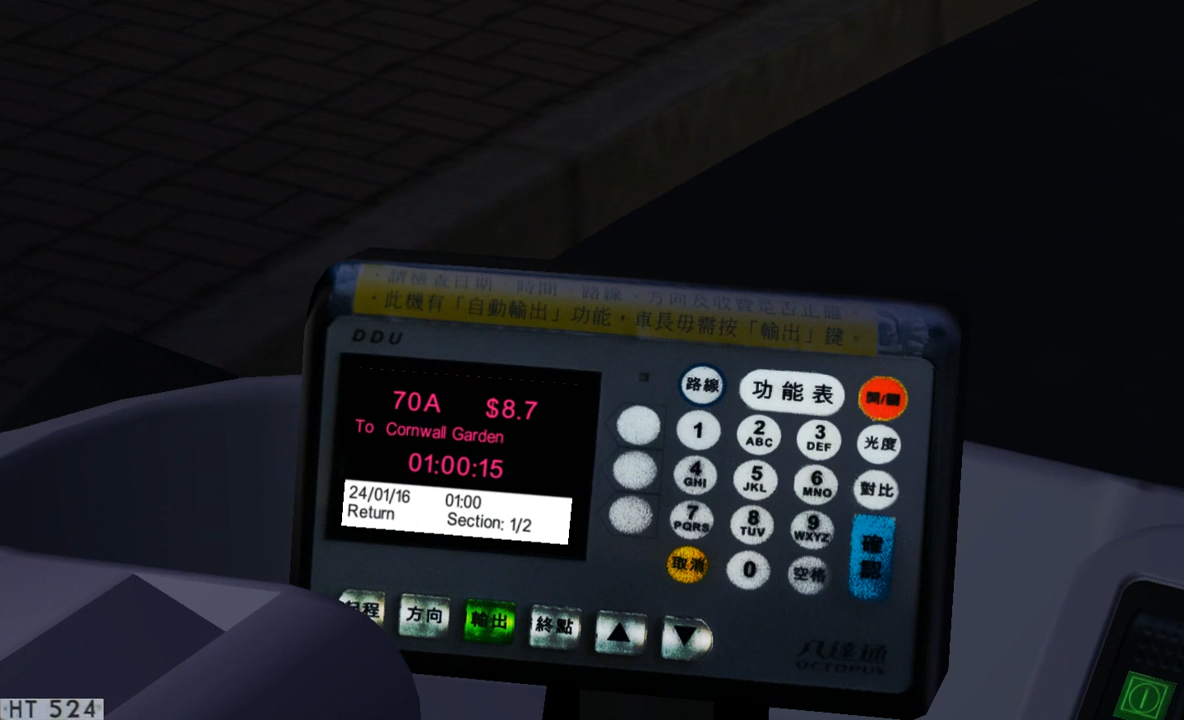 ·請檢查日期、時間、路線、方向及收費是否正確。
·此機有「自動輸出」功能，車長毋需按「輸出」鍵。
DDU
70A $8.7
To Cornwall Garden
01:00:15
24/01/16 01:00
Return Section: 1/2
路線 功能表 開/關
1 2 ABC 3 DEF 光度
4 GHI 5 JKL 6 MNO 對比
7 PQRS 8 TUV 9 WXYZ 確認
取消 0 空格
程 方向 輸出 終點 ▲ ▼
八達通
OCTOPUS
HT 524